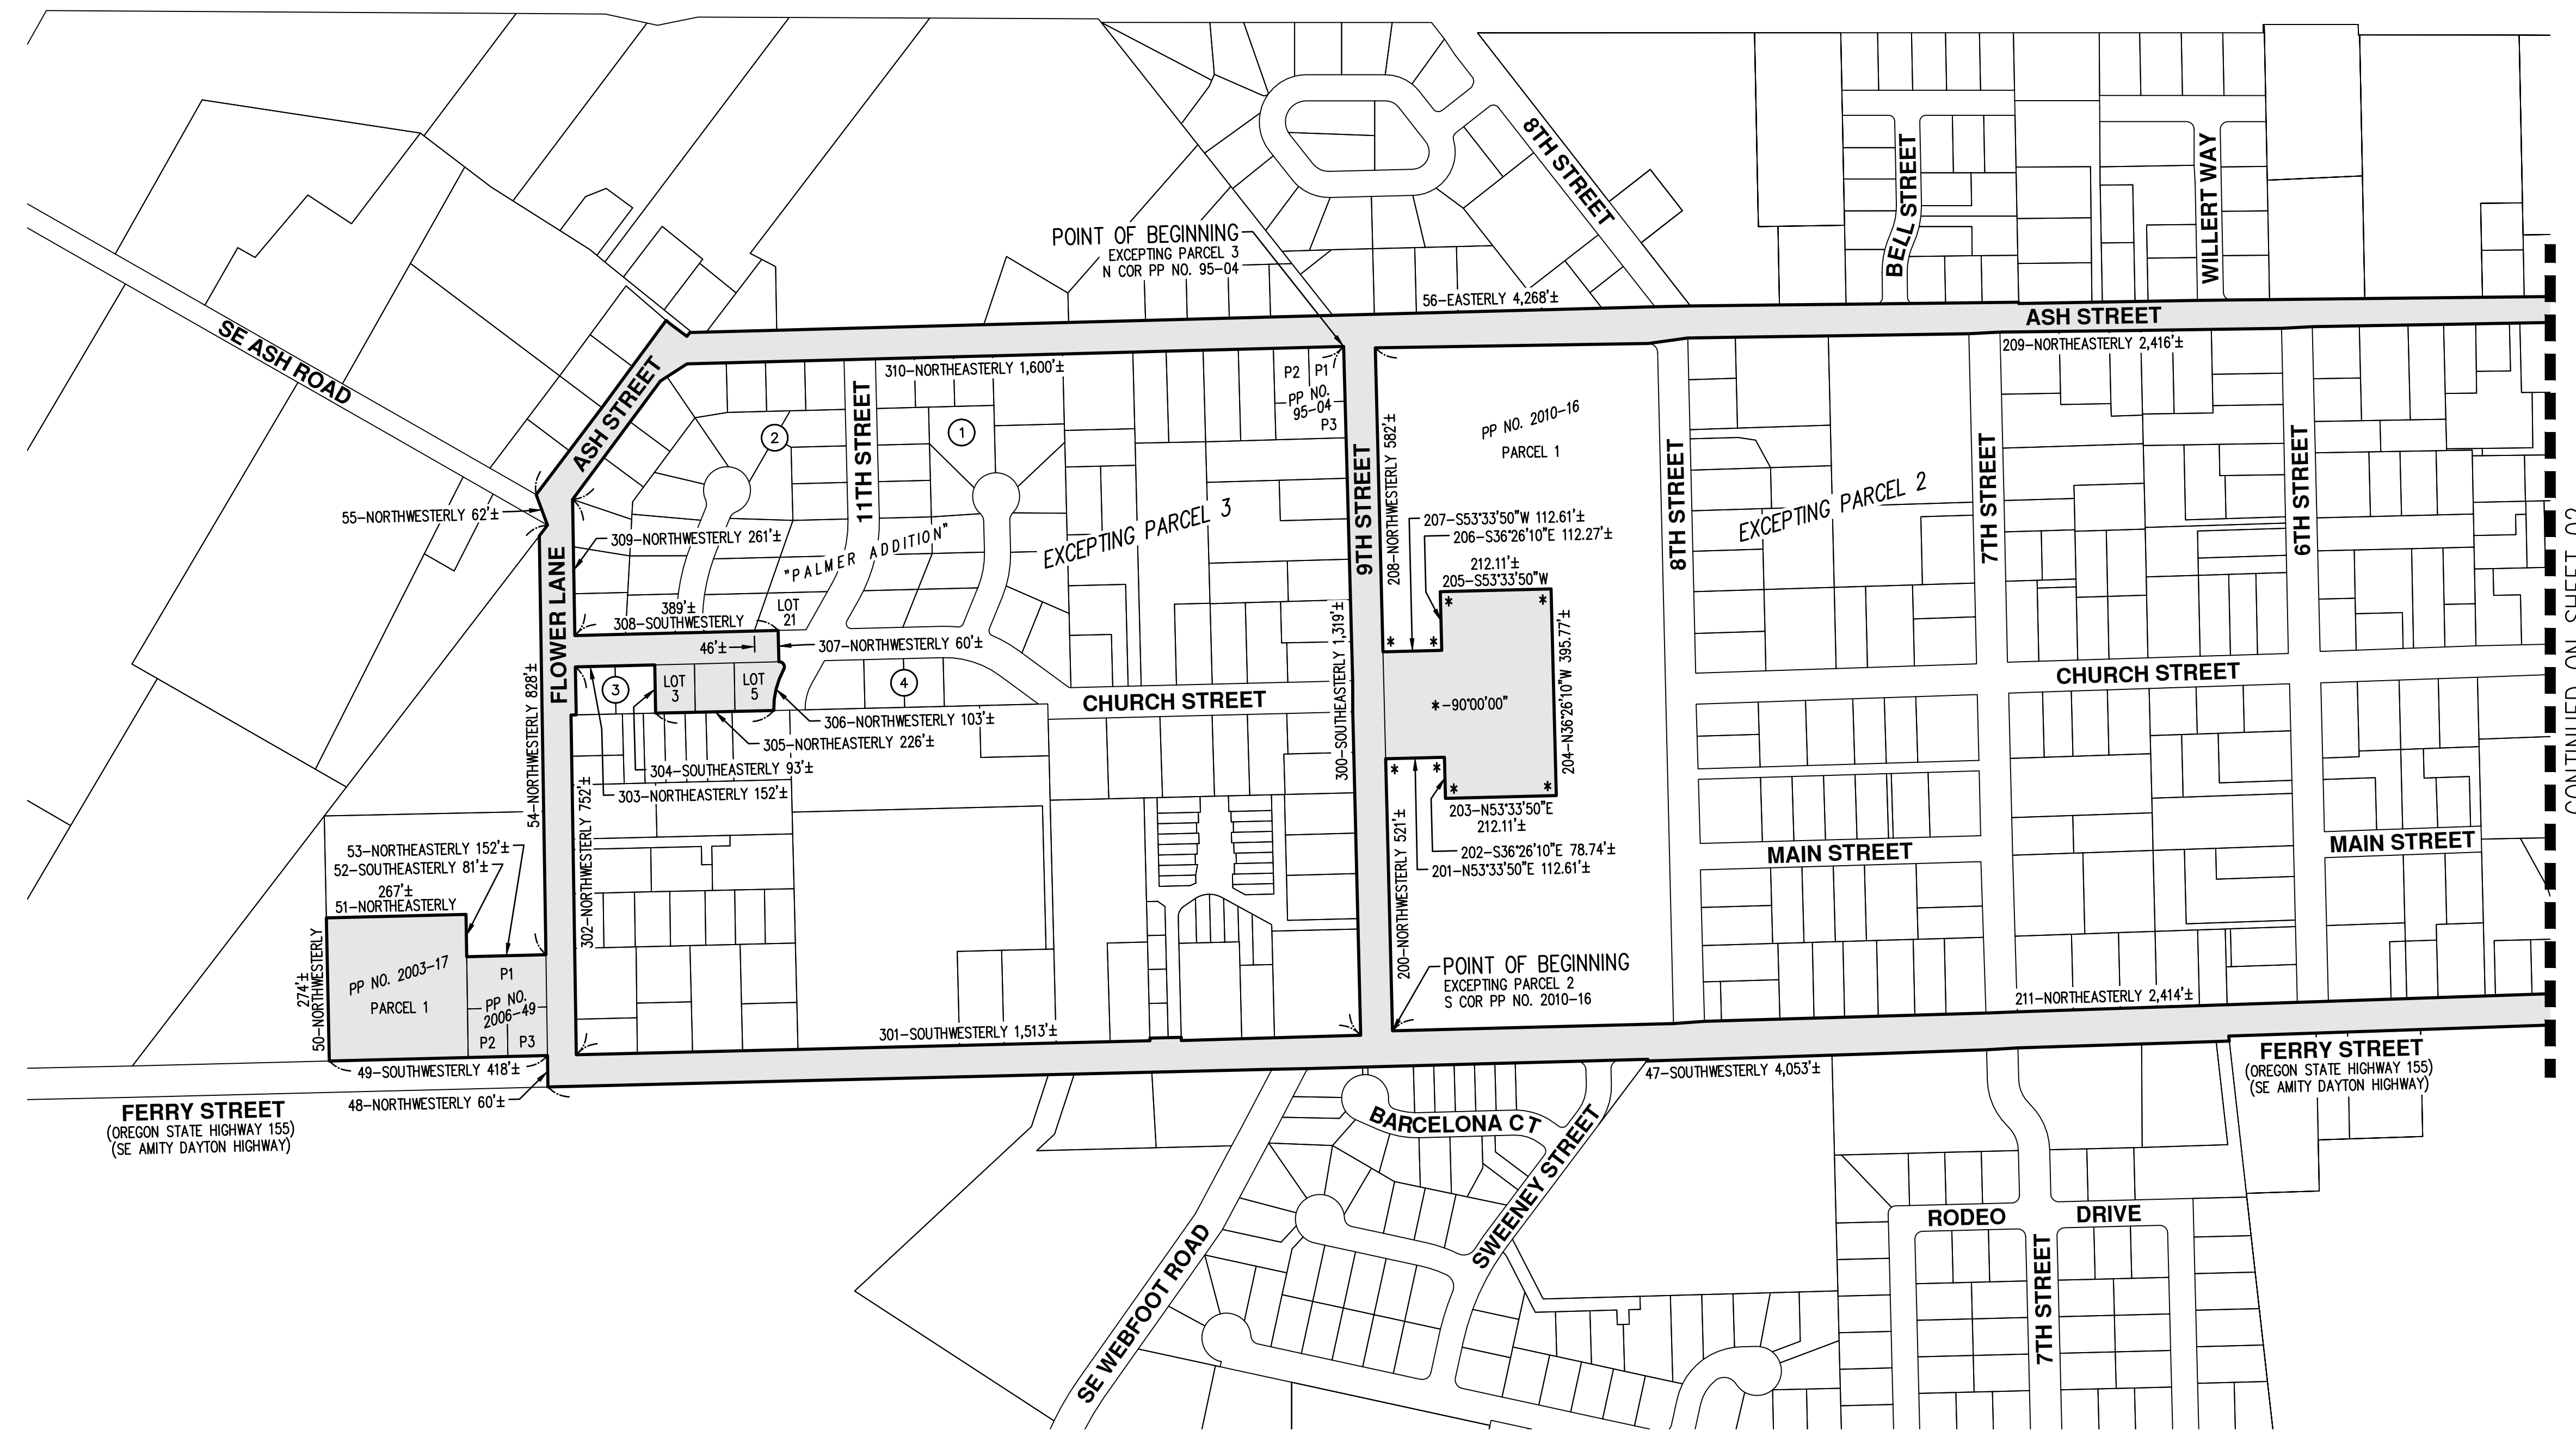 8TH STREET
BELL STREET
WILLERT WAY
POINT OF BEGINNING
EXCEPTING PARCEL 3
N COR PP NO. 95-04
56-EASTERLY 4,268'±
ASH STREET
SE ASH ROAD
209-NORTHEASTERLY 2,416'±
310-NORTHEASTERLY 1,600'±
P2
P1
PP NO.
95-04
P3
ASH STREET
11TH STREET
2
1
PP NO. 2010-16
PARCEL 1
208-NORTHWESTERLY 582'±
9TH STREET
8TH STREET
7TH STREET
6TH STREET
EXCEPTING PARCEL 3
EXCEPTING PARCEL 2
55-NORTHWESTERLY 62'±
309-NORTHWESTERLY 261'±
"PALMER ADDITION"
207-S53°33'50"W 112.61'±
206-S36°26'10"E 112.27'±
212.11'±
205-S53°33'50"W
FLOWER LANE
389'±
308-SOUTHWESTERLY
LOT
21
46'±
307-NORTHWESTERLY 60'±
300-SOUTHEASTERLY 1,319'±
* * * *
204-N36°26'10"W 395.77'±
54-NORTHWESTERLY 828'±
3
LOT
3
LOT
5
4
CHURCH STREET
CHURCH STREET
*-90°00'00"
306-NORTHWESTERLY 103'±
305-NORTHEASTERLY 226'±
304-SOUTHEASTERLY 93'±
303-NORTHEASTERLY 152'±
302-NORTHWESTERLY 752'±
* * * *
203-N53°33'50"E
212.11'±
202-S36°26'10"E 78.74'±
201-N53°33'50"E 112.61'±
200-NORTHWESTERLY 521'±
MAIN STREET
MAIN STREET
53-NORTHEASTERLY 152'±
52-SOUTHEASTERLY 81'±
267'±
51-NORTHEASTERLY
274'±
50-NORTHWESTERLY
PP NO. 2003-17
PARCEL 1
P1
PP NO.
2006-49
P2
P3
POINT OF BEGINNING
EXCEPTING PARCEL 2
S COR PP NO. 2010-16
211-NORTHEASTERLY 2,414'±
301-SOUTHWESTERLY 1,513'±
49-SOUTHWESTERLY 418'±
48-NORTHWESTERLY 60'±
47-SOUTHWESTERLY 4,053'±
FERRY STREET
(OREGON STATE HIGHWAY 155)
(SE AMITY DAYTON HIGHWAY)
FERRY STREET
(OREGON STATE HIGHWAY 155)
(SE AMITY DAYTON HIGHWAY)
BARCELONA CT
SWEENEY STREET
SE WEBFOOT ROAD
RODEO DRIVE
7TH STREET
CONTINUED ON SHEET 02